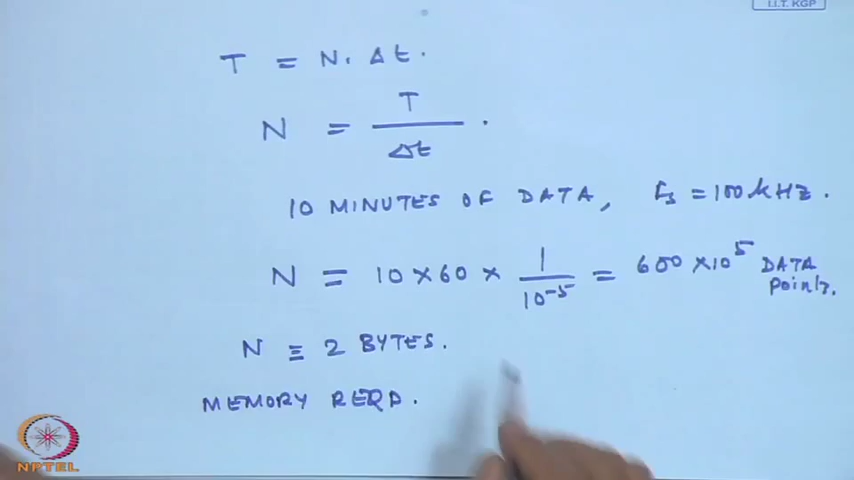 I.I.T. KGP
T = N. Δt.
N = T / Δt .
10 MINUTES OF DATA, Fs = 100 kHz.
N = 10 × 60 × 1 / 10⁻⁵ = 600 × 10⁵ DATA points.
N ≡ 2 BYTES.
MEMORY REQD.
NPTEL